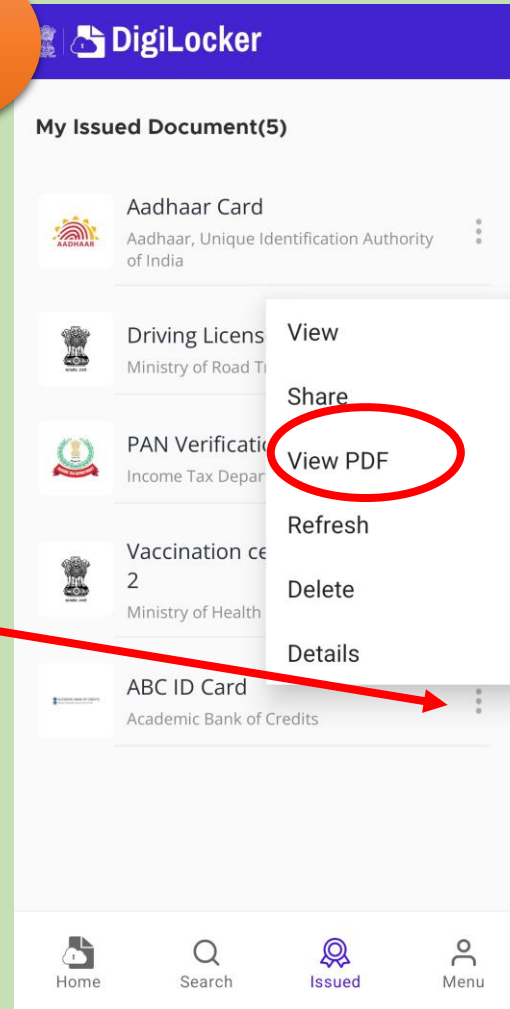 DigiLocker
My Issued Document(5)
AADHAAR
Aadhaar Card
Aadhaar, Unique Identification Authority
of India
Driving Licens
Ministry of Road Tr
PAN Verificatio
Income Tax Depar
Vaccination ce
2
Ministry of Health
View
Share
View PDF
Refresh
Delete
Details
ABC ID Card
Academic Bank of Credits
Home
Search
Issued
Menu